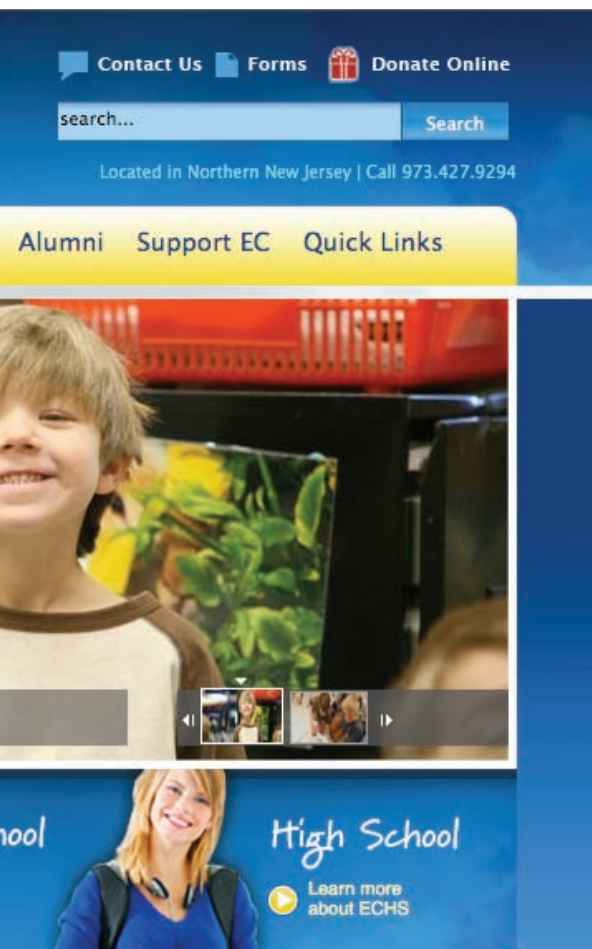 Contact Us Forms Donate Online
search... Search
Located in Northern New Jersey | Call 973.427.9294
Alumni Support EC Quick Links
High School
Learn more
about ECHS